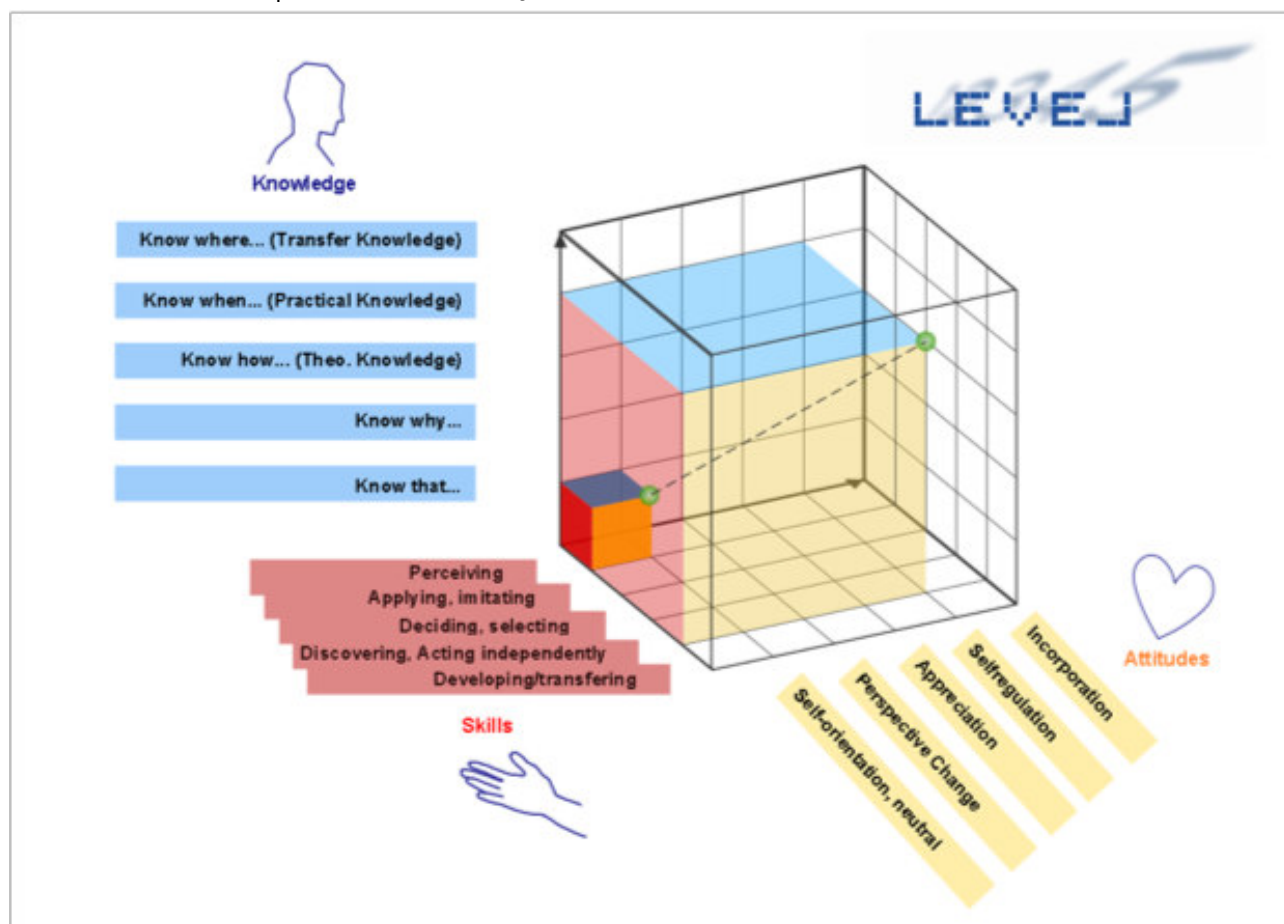 LEVEL
12345
Knowledge
Know where... (Transfer Knowledge)
Know when... (Practical Knowledge)
Know how... (Theo. Knowledge)
Know why...
Know that...
Perceiving
Applying, imitating
Deciding, selecting
Discovering, Acting independently
Developing/transfering
Skills
Incorporation
Selfregulation
Appreciation
Perspective Change
Self-orientation, neutral
Attitudes